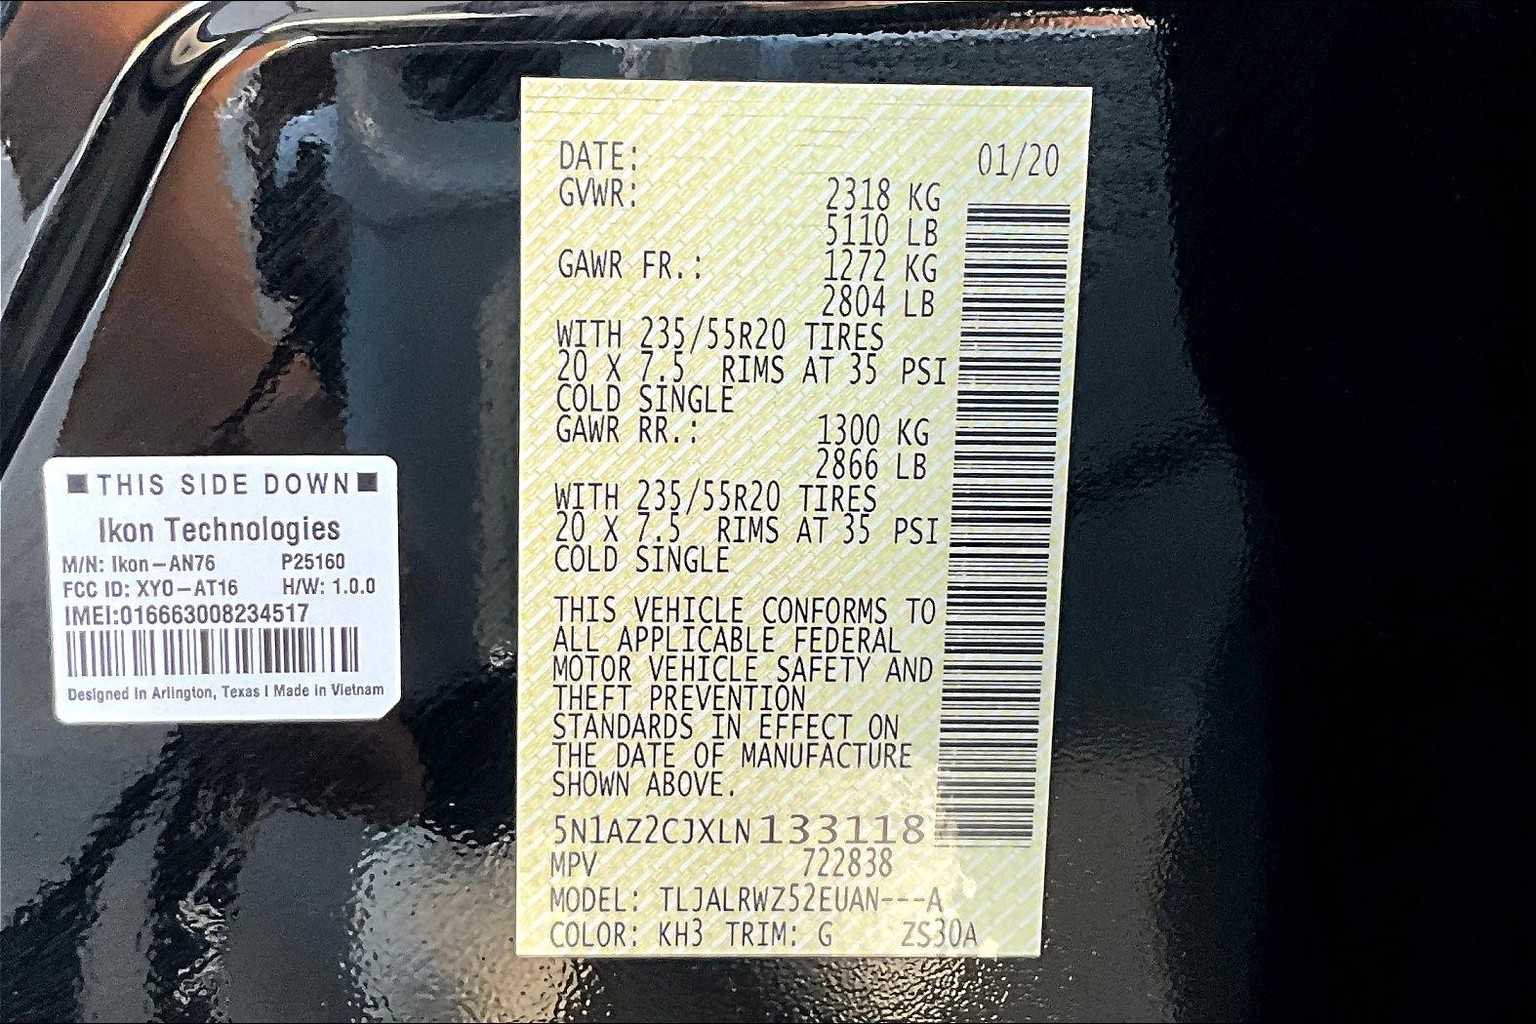 THIS SIDE DOWN
Ikon Technologies
M/N: Ikon-AN76 P25160
FCC ID: XYO-AT16 H/W: 1.0.0
IMEI:016663008234517
Designed in Arlington, Texas | Made in Vietnam
DATE: 01/20
GVWR: 2318 KG
5110 LB
GAWR FR.: 1272 KG
2804 LB
WITH 235/55R20 TIRES
20 X 7.5 RIMS AT 35 PSI
COLD SINGLE
GAWR RR.: 1300 KG
2866 LB
WITH 235/55R20 TIRES
20 X 7.5 RIMS AT 35 PSI
COLD SINGLE
THIS VEHICLE CONFORMS TO
ALL APPLICABLE FEDERAL
MOTOR VEHICLE SAFETY AND
THEFT PREVENTION
STANDARDS IN EFFECT ON
THE DATE OF MANUFACTURE
SHOWN ABOVE.
5N1AZ2CJXLN133118
MPV 722838
MODEL: TLJALRWZ52EUAN---A
COLOR: KH3 TRIM: G ZS30A